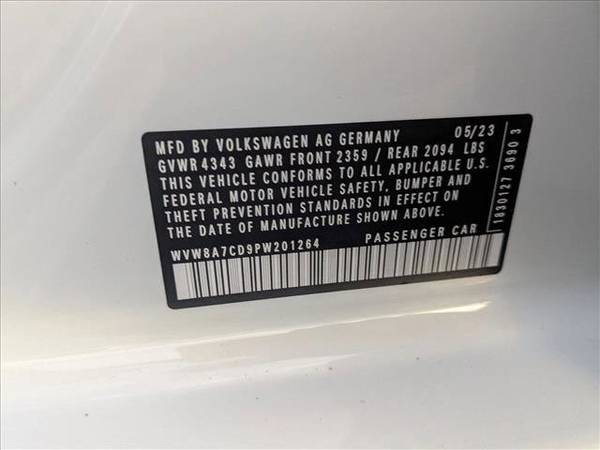 MFD BY VOLKSWAGEN AG GERMANY 05/23
GVWR 4343 GAWR FRONT 2359 / REAR 2094 LBS
THIS VEHICLE CONFORMS TO ALL APPLICABLE U.S.
FEDERAL MOTOR VEHICLE SAFETY, BUMPER AND
THEFT PREVENTION STANDARDS IN EFFECT ON
THE DATE OF MANUFACTURE SHOWN ABOVE.
WVW8A7CD9PW201264 PASSENGER CAR
1830127 3690 3